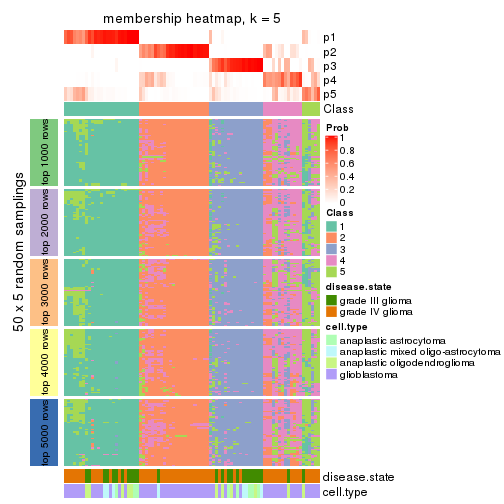 membership heatmap, k = 5
p1
p2
p3
p4
p5
Class
50 x 5 random samplings
top 1000 rows
top 2000 rows
top 3000 rows
top 4000 rows
top 5000 rows
disease.state
cell.type
Prob
1
0.8
0.6
0.4
0.2
0
Class
1
2
3
4
5
disease.state
grade III glioma
grade IV glioma
cell.type
anaplastic astrocytoma
anaplastic mixed oligo-astrocytoma
anaplastic oligodendroglioma
glioblastoma